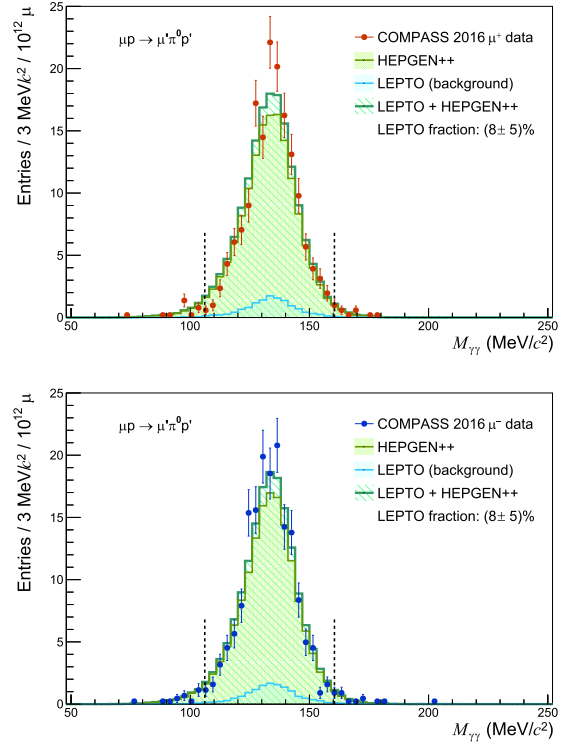 μp → μ'π⁰p'
COMPASS 2016 μ⁺ data
HEPGEN++
LEPTO (background)
LEPTO + HEPGEN++
LEPTO fraction: (8± 5)%
Entries / 3 MeV/c² / 10¹² μ
25
20
15
10
5
0
50 100 150 200 250
Mγγ (MeV/c²)
μp → μ'π⁰p'
COMPASS 2016 μ⁻ data
HEPGEN++
LEPTO (background)
LEPTO + HEPGEN++
LEPTO fraction: (8± 5)%
Entries / 3 MeV/c² / 10¹² μ
25
20
15
10
5
0
50 100 150 200 250
Mγγ (MeV/c²)